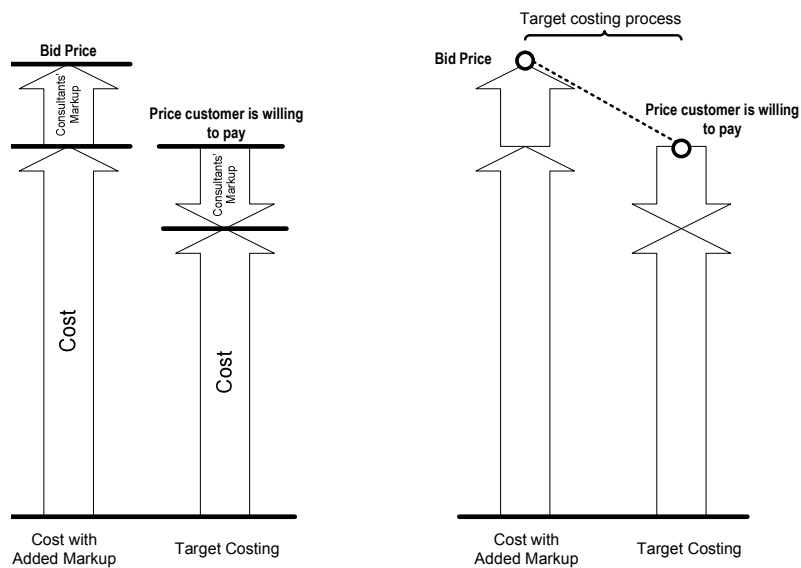 Bid Price
Consultants'
Markup
Cost
Price customer is willing
to pay
Consultants'
Markup
Cost
Cost with
Added Markup
Target Costing
Target costing process
Bid Price
Price customer is willing
to pay
Cost with
Added Markup
Target Costing